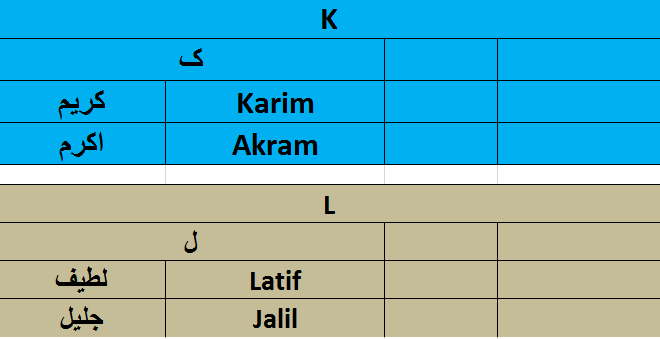 K
ک
کریم Karim
اکرم Akram
L
ل
لطیف Latif
جلیل Jalil